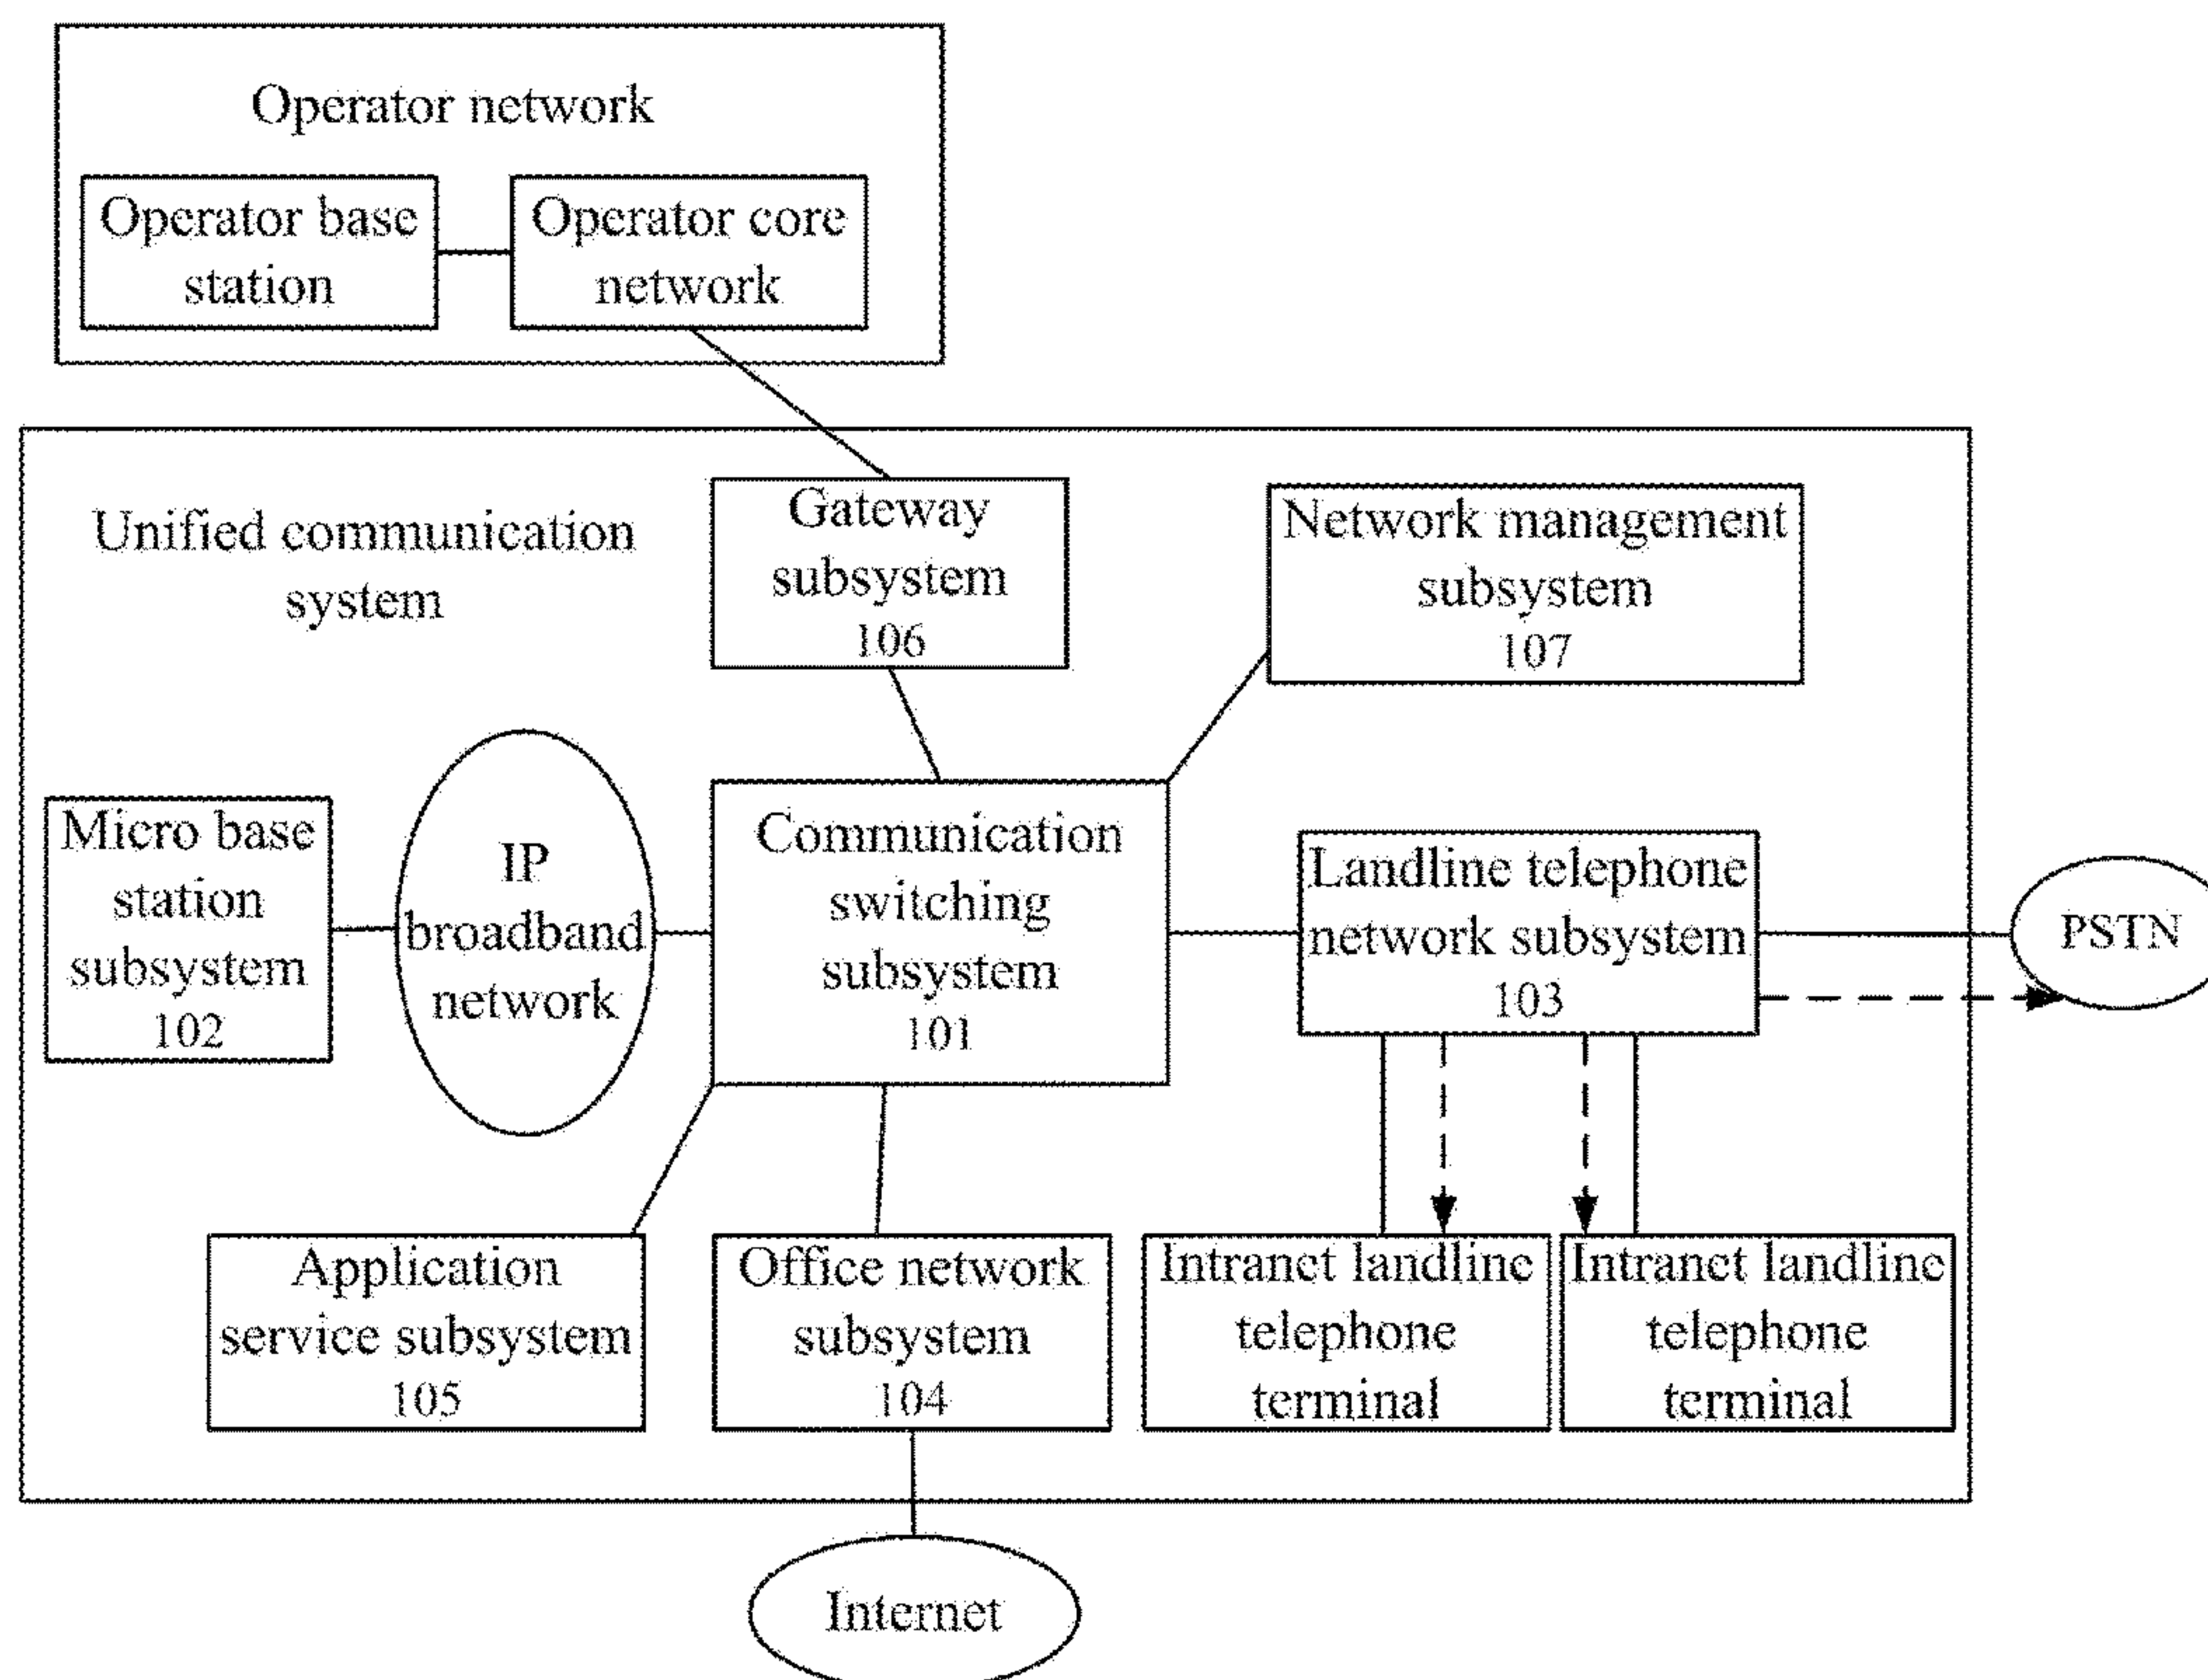 Operator network
Operator base
station
Operator core
network
Unified communication
system
Gateway
subsystem
106
Network management
subsystem
107
Micro base
station
subsystem
102
IP
broadband
network
Communication
switching
subsystem
101
Landline telephone
network subsystem
103
PSTN
Application
service subsystem
105
Office network
subsystem
104
Intranet landline
telephone
terminal
Intranet landline
telephone
terminal
Internet